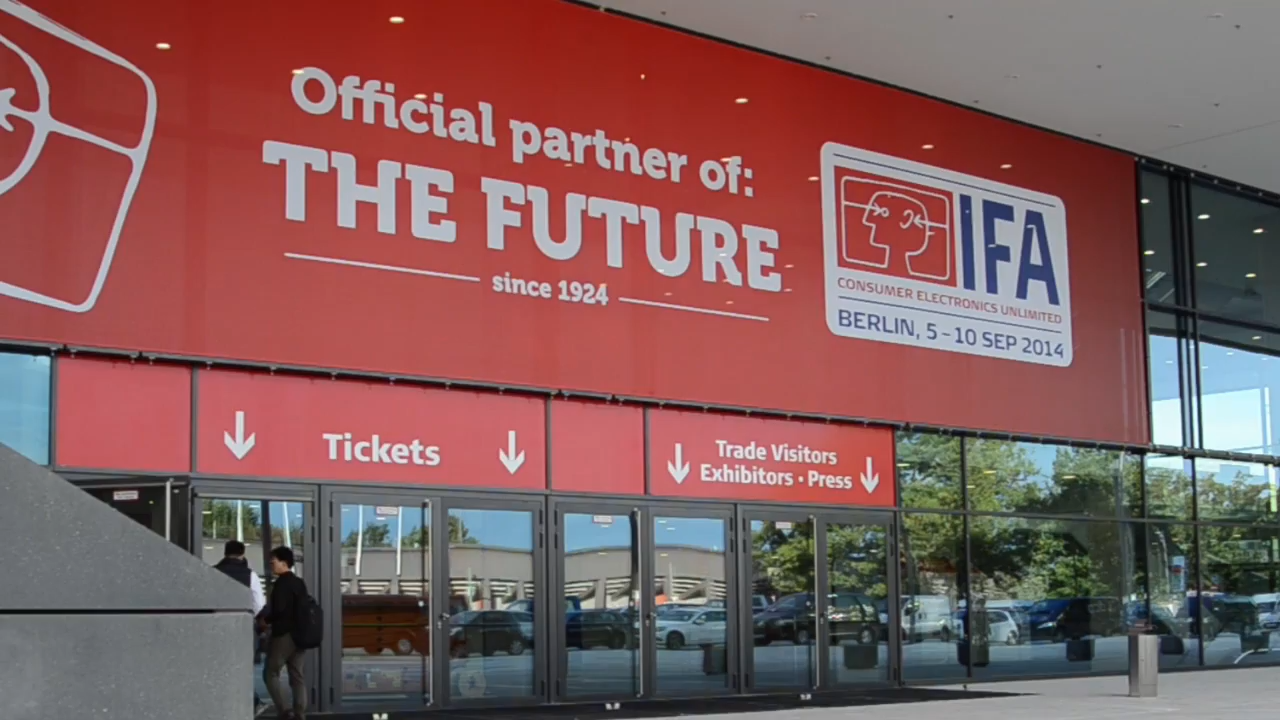 Official partner of:
THE FUTURE
since 1924
IFA
CONSUMER ELECTRONICS UNLIMITED
BERLIN, 5-10 SEP 2014
Tickets
Trade Visitors
Exhibitors · Press